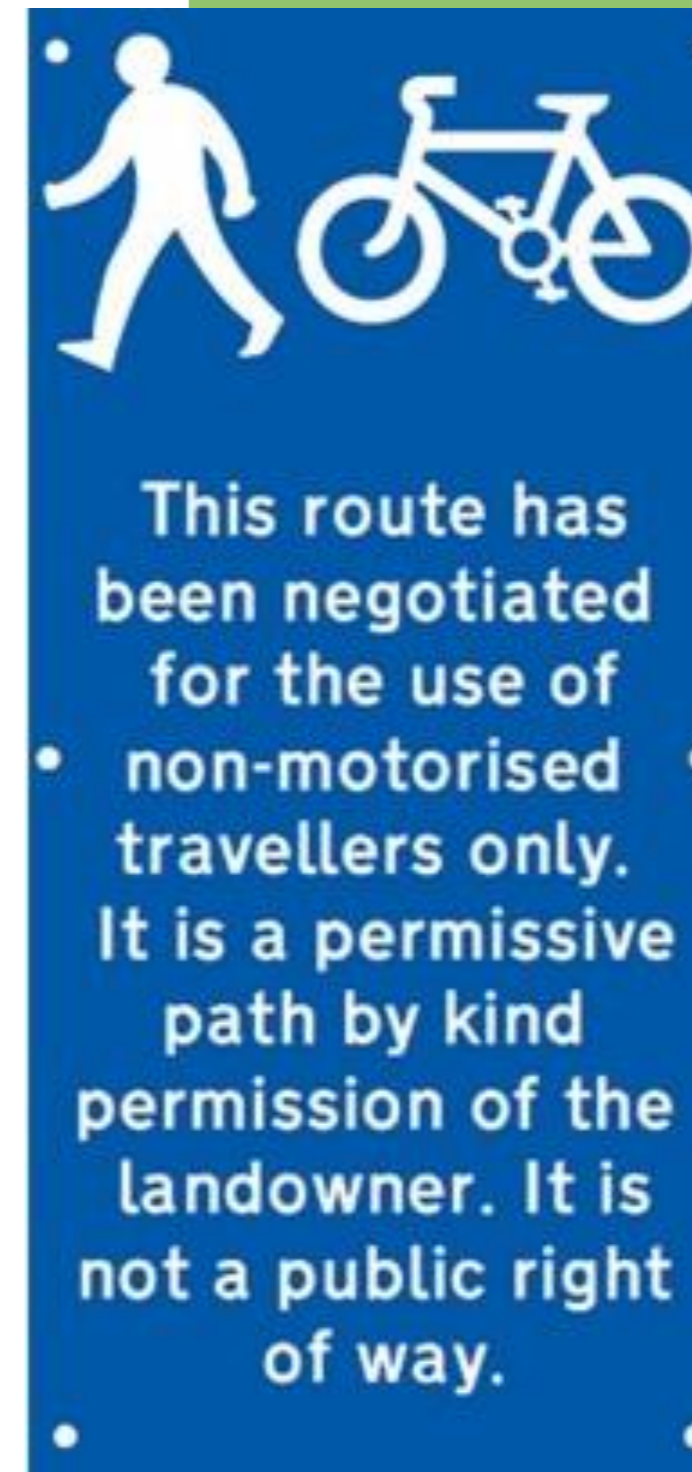 This route has
been negotiated
for the use of
non-motorised
travellers only.
It is a permissive
path by kind
permission of the
landowner. It is
not a public right
of way.